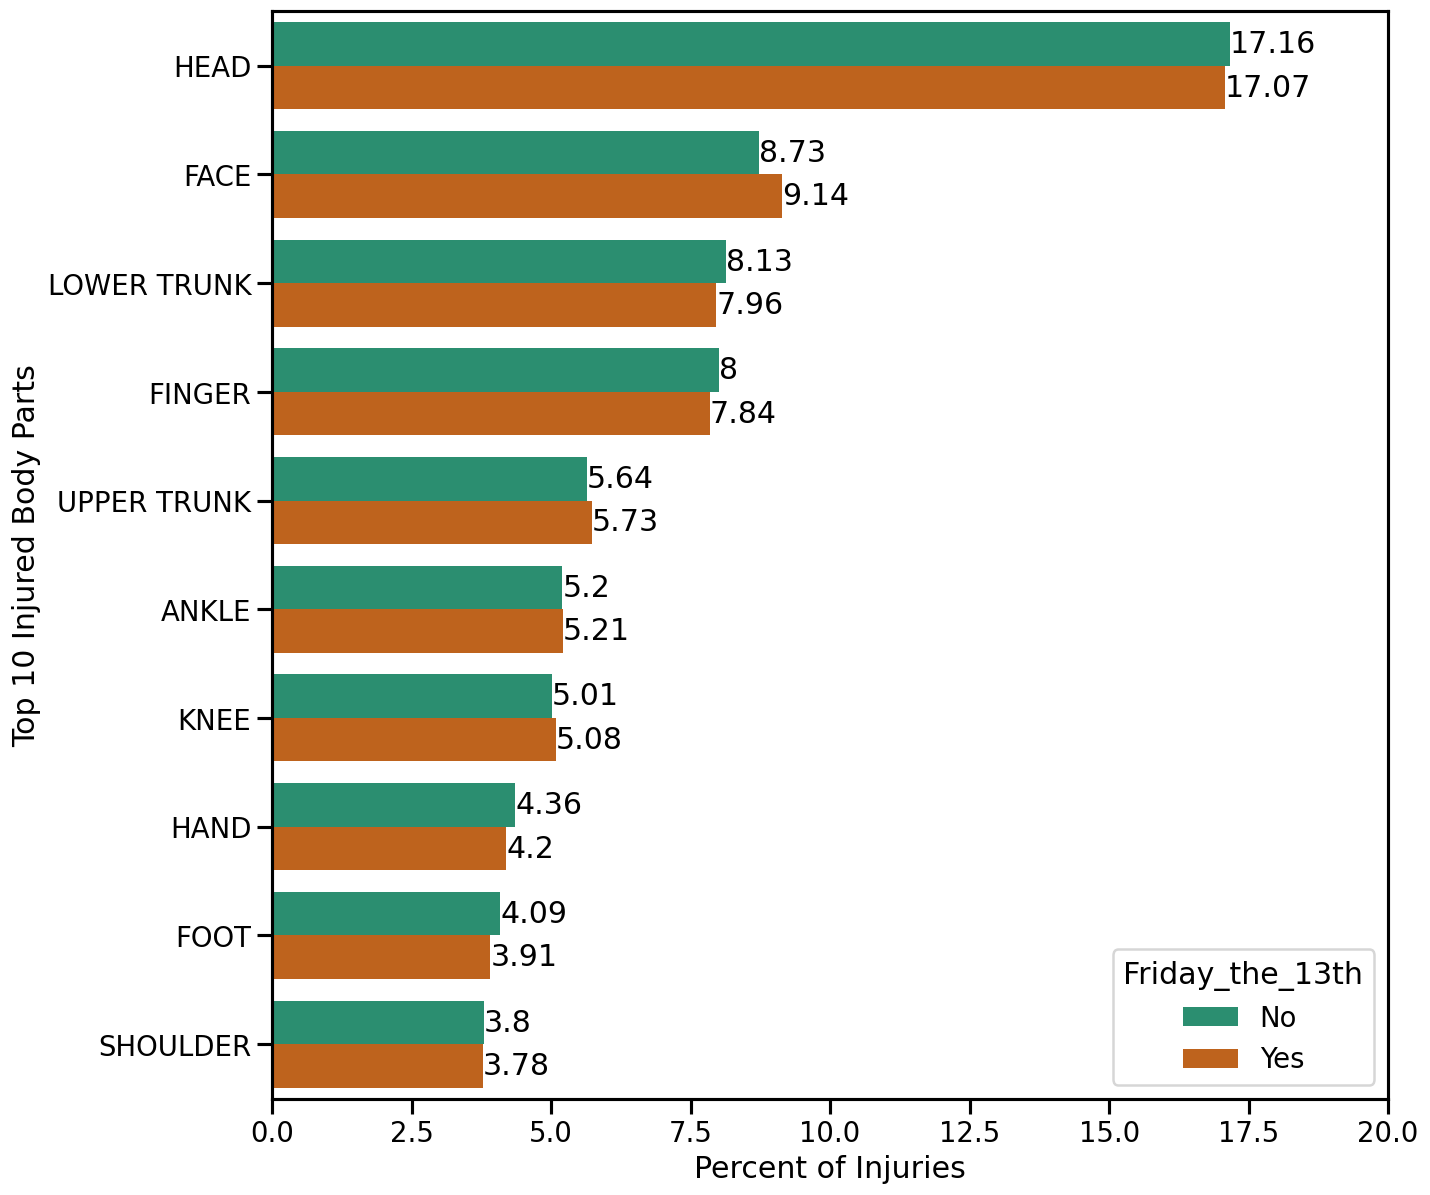 HEAD
17.16
17.07
FACE
8.73
9.14
LOWER TRUNK
8.13
7.96
FINGER
8
7.84
UPPER TRUNK
5.64
5.73
ANKLE
5.2
5.21
KNEE
5.01
5.08
HAND
4.36
4.2
FOOT
4.09
3.91
SHOULDER
3.8
3.78
Top 10 Injured Body Parts
Friday_the_13th
No
Yes
0.0 2.5 5.0 7.5 10.0 12.5 15.0 17.5 20.0
Percent of Injuries